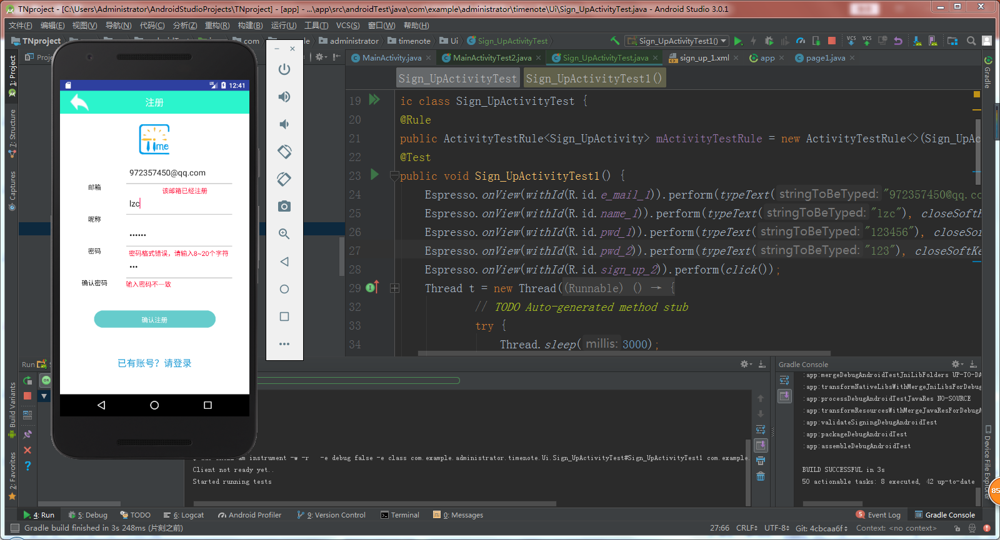 TNproject - [C:\Users\Administrator\AndroidStudioProjects\TNproject] - [app] - ...\app\src\androidTest\java\com\example\administrator\timenote\Ui\Sign_UpActivityTest.java - Android Studio 3.0.1
文件(F) 编辑(E) 视图(V) 导航(N) 代码(C) 分析(Z) 重构(R) 构建(B) 运行(U) 工具(T) VCS(S) 窗口(W) 帮助(H)
TNproject com le administrator timenote Ui Sign_UpActivityTest Sign_UpActivityTest1() VCS VCS
Proje MainActivity.java MainActivityTest2.java Sign_UpActivityTest.java sign_up_1.xml app page1.java
Sign_UpActivityTest Sign_UpActivityTest1()
1: Project
7: Structure
Captures
Build Variants
2: Favorites
Gradle
Device File Explorer
12:41
注册
Time
972357450@qq.com
邮箱
该邮箱已经注册
lzc
昵称
••••••
密码
密码格式错误，请输入8~20个字符
•••
确认密码
输入密码不一致
确认注册
已有账号？请登录
19 ic class Sign_UpActivityTest {
20 @Rule
21 public ActivityTestRule<Sign_UpActivity> mActivityTestRule = new ActivityTestRule<>(Sign_UpAc
22 @Test
23 public void Sign_UpActivityTest1() {
24 Espresso.onView(withId(R.id.e_mail_1)).perform(typeText( stringToBeTyped: "972357450@qq.co
25 Espresso.onView(withId(R.id.name_1)).perform(typeText( stringToBeTyped: "lzc"), closeSoftK
26 Espresso.onView(withId(R.id.pwd_1)).perform(typeText( stringToBeTyped: "123456"), closeSof
27 Espresso.onView(withId(R.id.pwd_2)).perform(typeText( stringToBeTyped: "123"), closeSoftKe
28 Espresso.onView(withId(R.id.sign_up_2)).perform(click());
29 Thread t = new Thread((Runnable) () → {
32 // TODO Auto-generated method stub
33 try {
34 Thread.sleep( millis: 3000);
Run
OK
am instrument -w -r -e debug false -e class com.example.administrator.timenote.Ui.Sign_UpActivityTest#Sign_UpActivityTest1 com.example.
Client not ready yet..
Started running tests
Gradle Console
:app:mergeDebugAndroidTestJniLibFolders UP-TO-DA
:app:transformNativeLibsWithMergeJniLibsForDebug
:app:processDebugAndroidTestJavaRes NO-SOURCE
:app:transformResourcesWithMergeJavaResForDebugA
:app:validateSigningDebugAndroidTest
:app:packageDebugAndroidTest
:app:assembleDebugAndroidTest
BUILD SUCCESSFUL in 3s
50 actionable tasks: 8 executed, 42 up-to-date
85
4: Run 5: Debug TODO 6: Logcat Android Profiler 9: Version Control Terminal 0: Messages 5 Event Log Gradle Console
Gradle build finished in 3s 248ms (片刻之前) 27:66 CRLF UTF-8 Git: 4cbcaa6f Context: <no context>